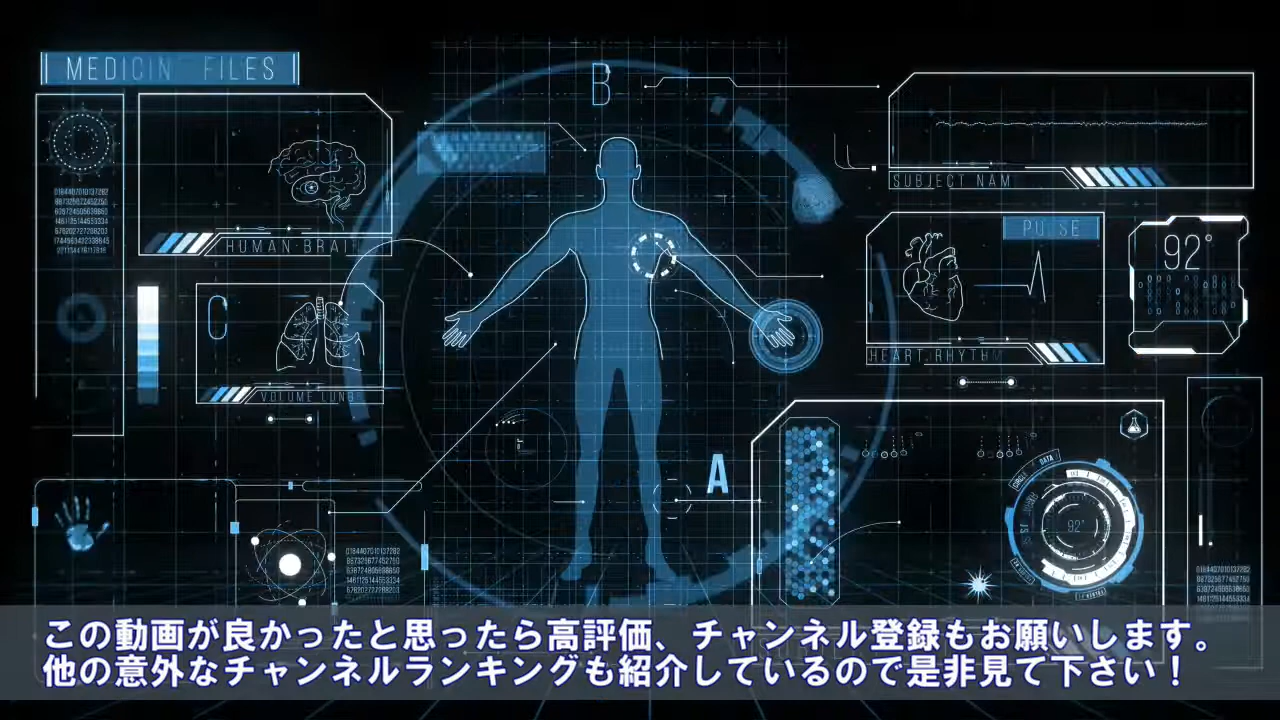 MEDICIN FILES
B
SUBJECT NAM
HUMAN BRAI
PULSE
92°
C
HEART RHYTHM
VOLUME LUNGS
A
92°
この動画が良かったと思ったら高評価、チャンネル登録もお願いします。
他の意外なチャンネルランキングも紹介しているので是非見て下さい！